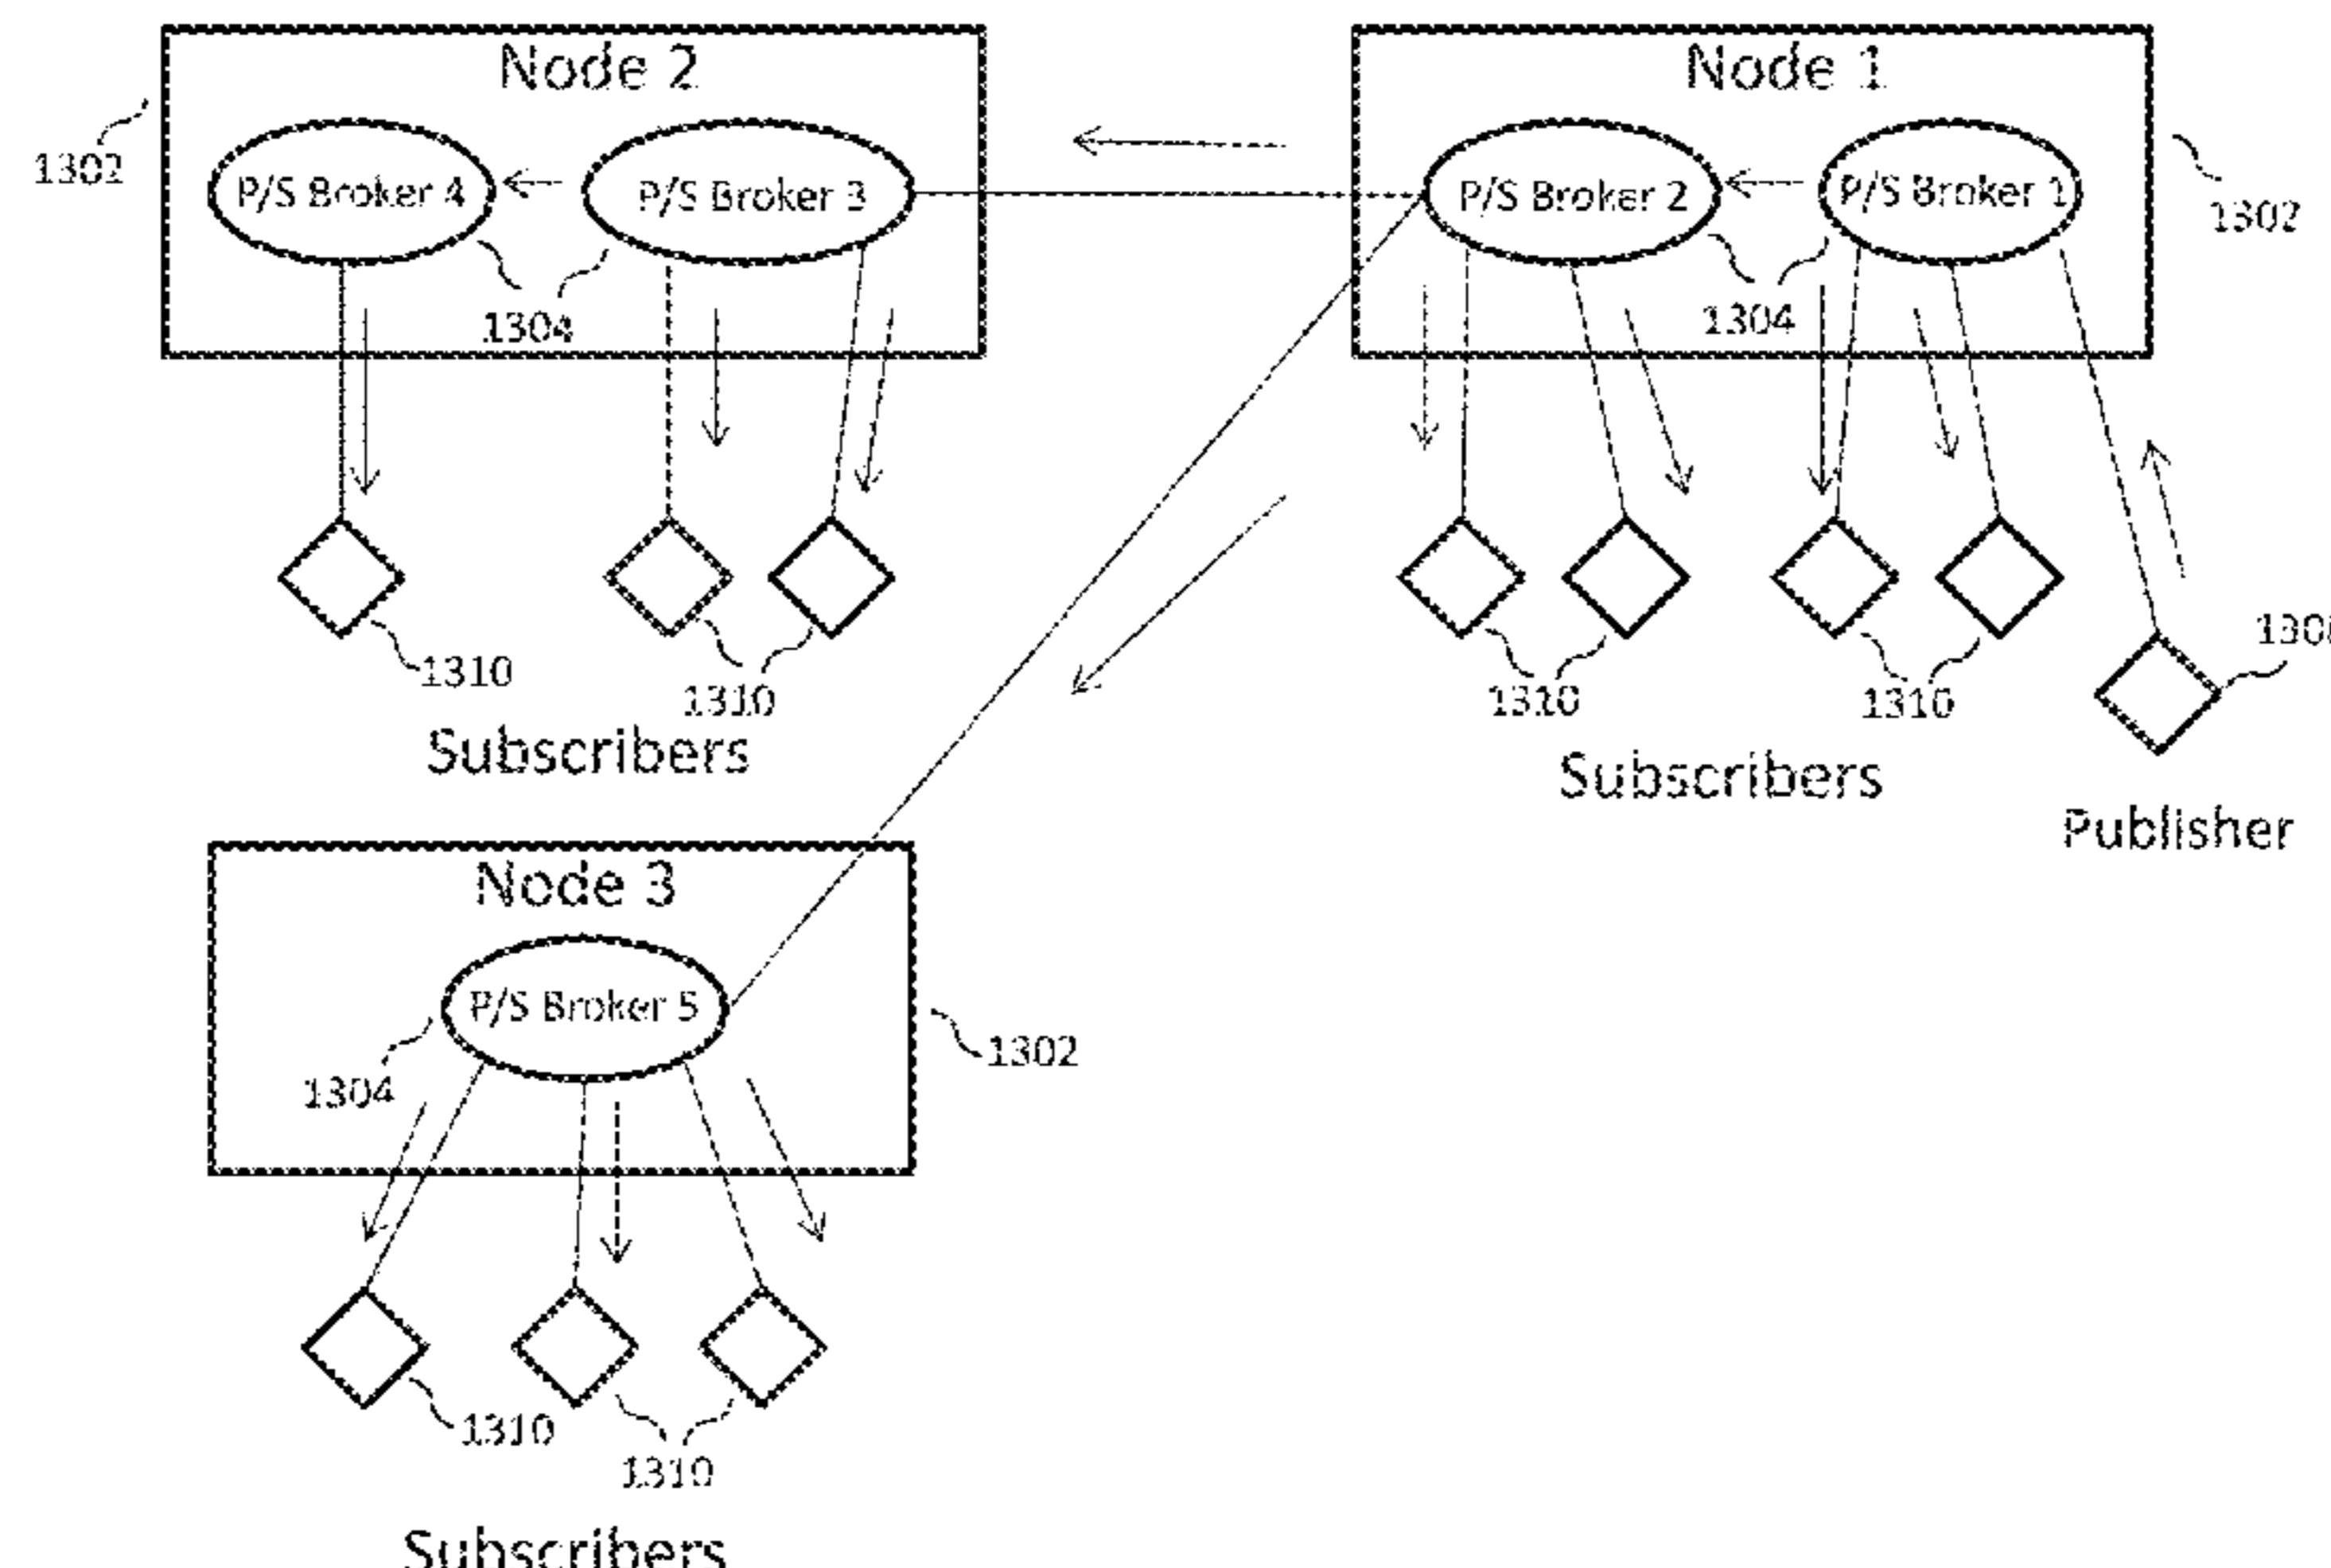 Node 2
Node 1
1302
P/S Broker 4
P/S Broker 3
P/S Broker 2
P/S Broker 1
1302
1304
1304
1310
1310
1310
1310
Subscribers
Subscribers
Publisher
Node 3
P/S Broker 5
1302
1304
1310
1310
Subscribers